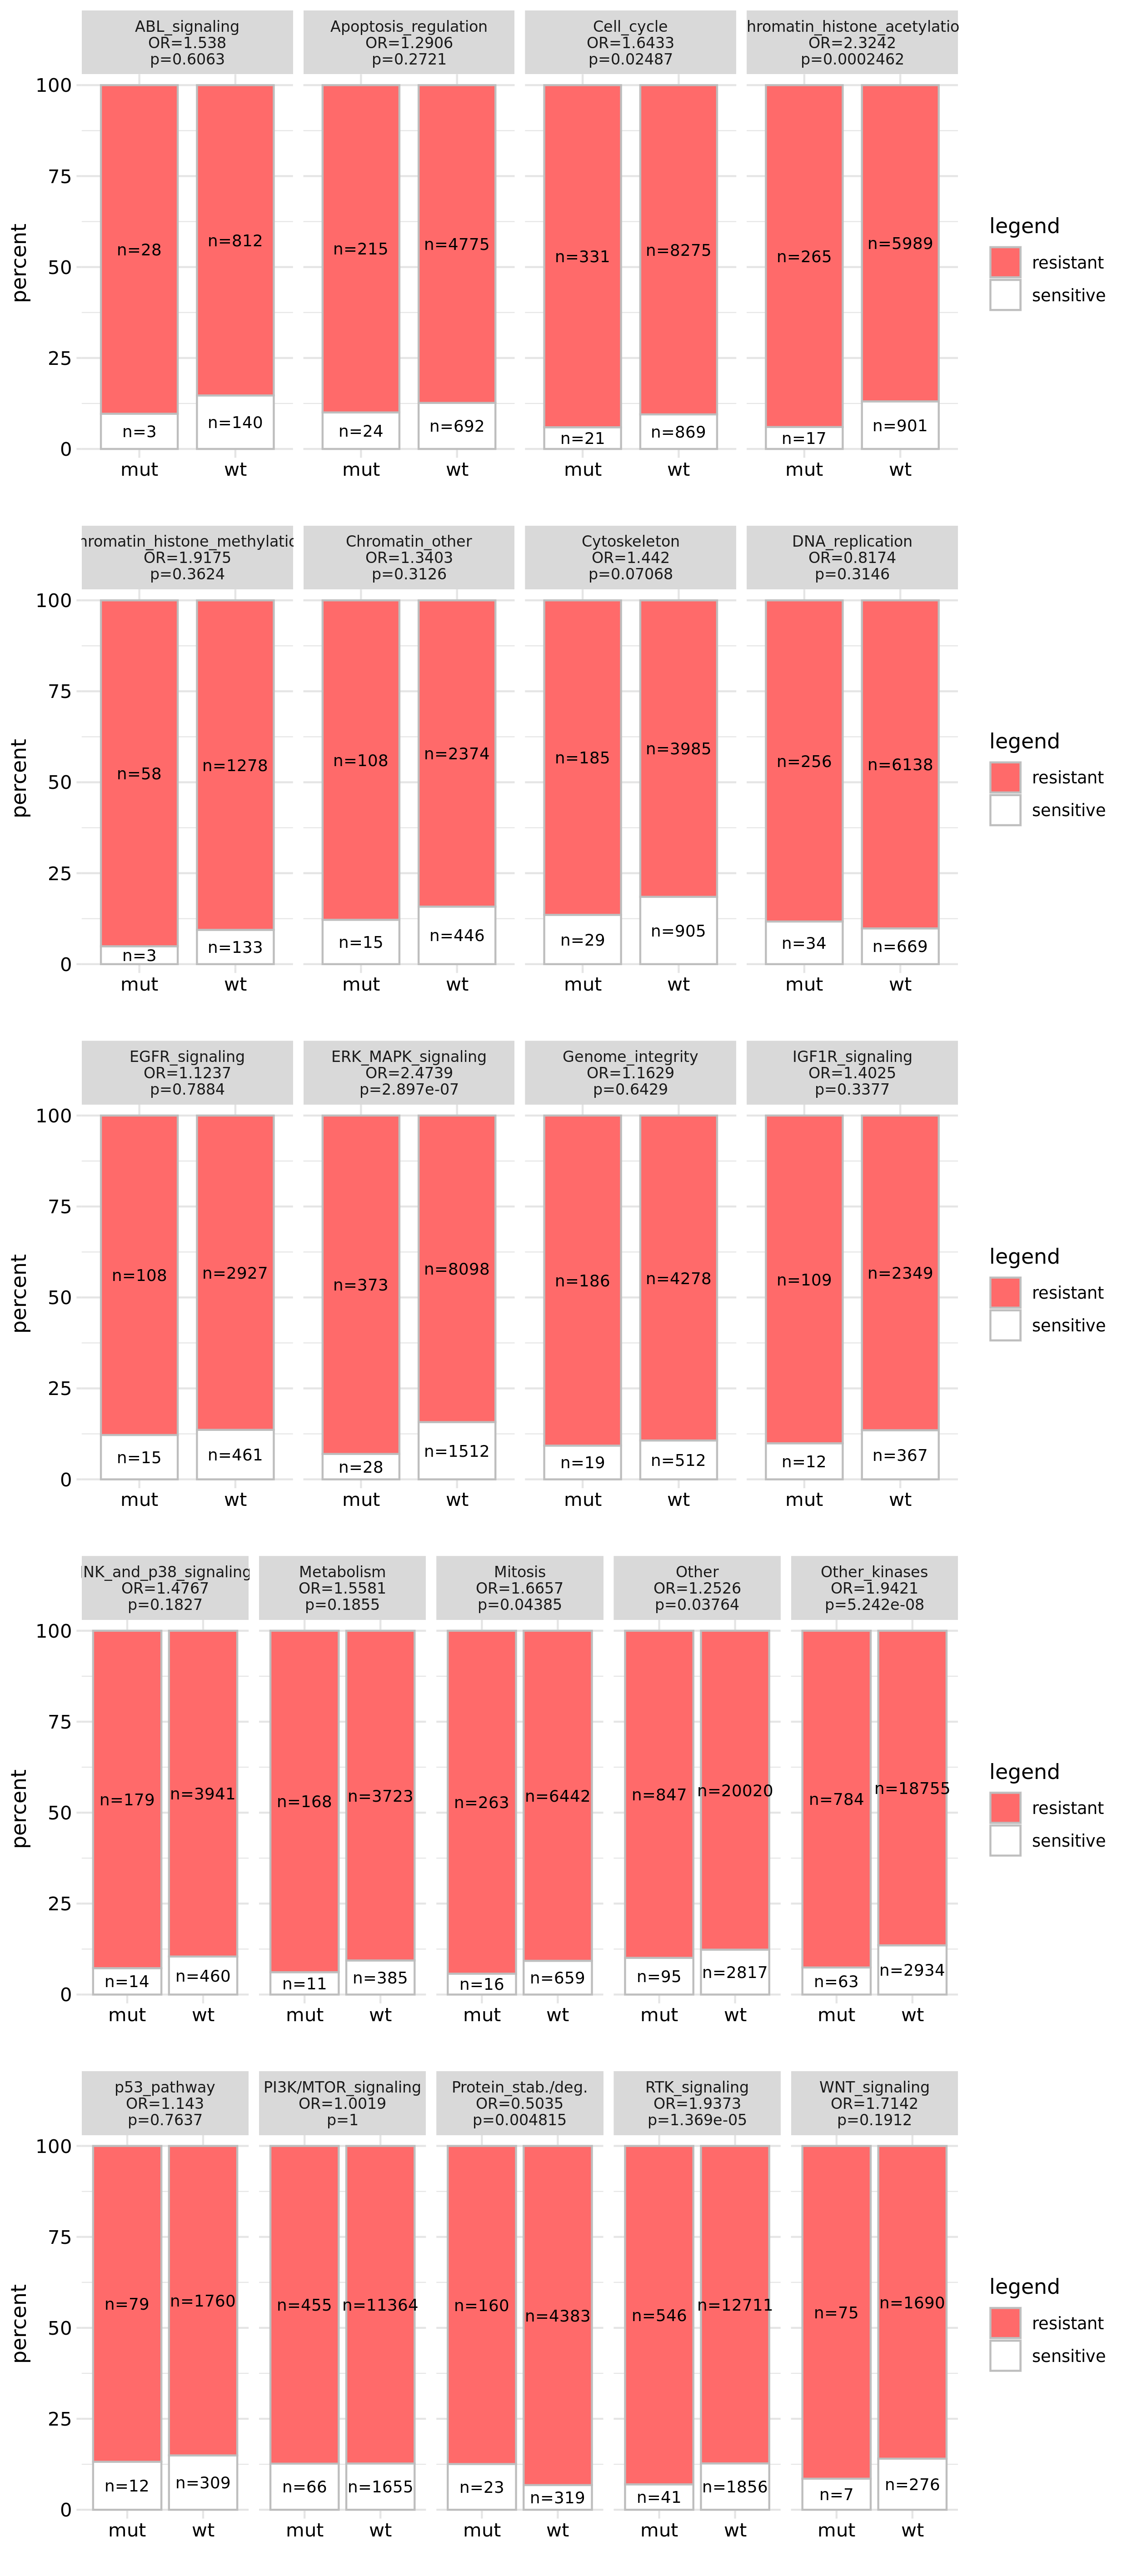 ABL_signaling
OR=1.538
p=0.6063
Apoptosis_regulation
OR=1.2906
p=0.2721
Cell_cycle
OR=1.6433
p=0.02487
hromatin_histone_acetylatio
OR=2.3242
p=0.0002462
percent
100
75
50
25
0
n=28
n=812
n=215
n=4775
n=331
n=8275
n=265
n=5989
n=3
n=140
n=24
n=692
n=21
n=869
n=17
n=901
mut wt mut wt mut wt mut wt
legend
resistant
sensitive
hromatin_histone_methylatio
OR=1.9175
p=0.3624
Chromatin_other
OR=1.3403
p=0.3126
Cytoskeleton
OR=1.442
p=0.07068
DNA_replication
OR=0.8174
p=0.3146
percent
100
75
50
25
0
n=58
n=1278
n=108
n=2374
n=185
n=3985
n=256
n=6138
n=3
n=133
n=15
n=446
n=29
n=905
n=34
n=669
mut wt mut wt mut wt mut wt
legend
resistant
sensitive
EGFR_signaling
OR=1.1237
p=0.7884
ERK_MAPK_signaling
OR=2.4739
p=2.897e-07
Genome_integrity
OR=1.1629
p=0.6429
IGF1R_signaling
OR=1.4025
p=0.3377
percent
100
75
50
25
0
n=108
n=2927
n=373
n=8098
n=186
n=4278
n=109
n=2349
n=15
n=461
n=28
n=1512
n=19
n=512
n=12
n=367
mut wt mut wt mut wt mut wt
legend
resistant
sensitive
NK_and_p38_signaling
OR=1.4767
p=0.1827
Metabolism
OR=1.5581
p=0.1855
Mitosis
OR=1.6657
p=0.04385
Other
OR=1.2526
p=0.03764
Other_kinases
OR=1.9421
p=5.242e-08
percent
100
75
50
25
0
n=179
n=3941
n=168
n=3723
n=263
n=6442
n=847
n=20020
n=784
n=18755
n=14
n=460
n=11
n=385
n=16
n=659
n=95
n=2817
n=63
n=2934
mut wt mut wt mut wt mut wt mut wt
legend
resistant
sensitive
p53_pathway
OR=1.143
p=0.7637
PI3K/MTOR_signaling
OR=1.0019
p=1
Protein_stab./deg.
OR=0.5035
p=0.004815
RTK_signaling
OR=1.9373
p=1.369e-05
WNT_signaling
OR=1.7142
p=0.1912
percent
100
75
50
25
0
n=79
n=1760
n=455
n=11364
n=160
n=4383
n=546
n=12711
n=75
n=1690
n=12
n=309
n=66
n=1655
n=23
n=319
n=41
n=1856
n=7
n=276
mut wt mut wt mut wt mut wt mut wt
legend
resistant
sensitive